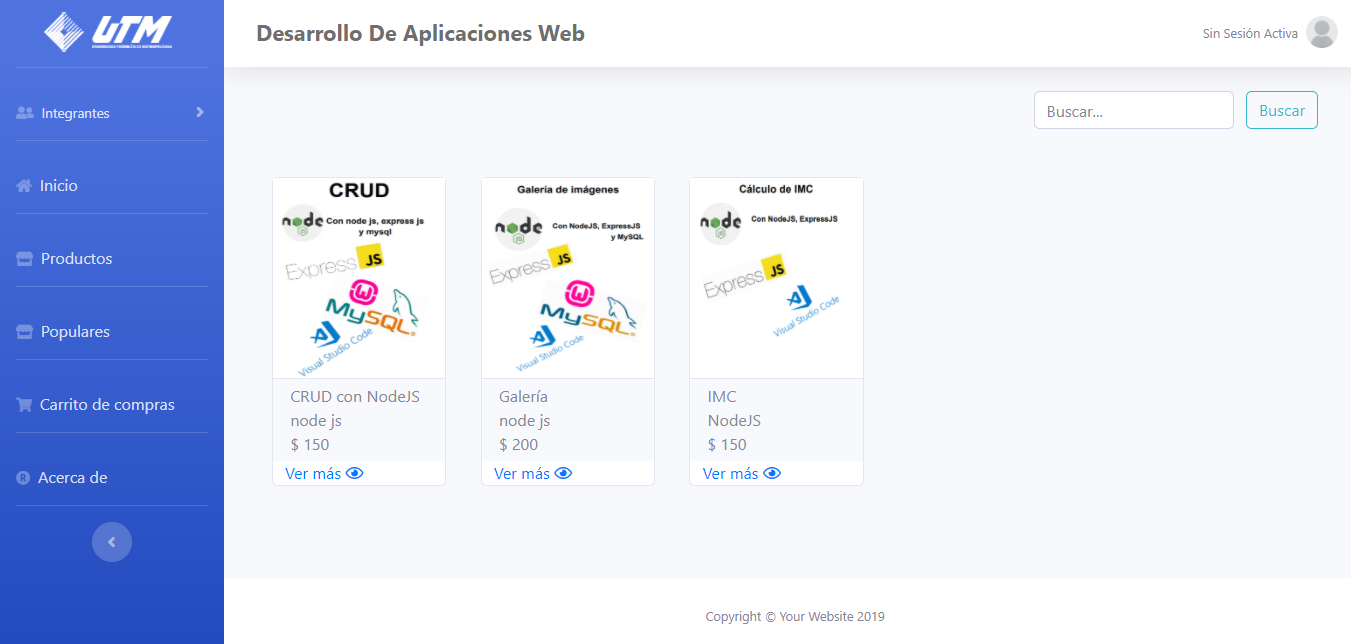 UTM
Desarrollo De Aplicaciones Web
Sin Sesión Activa
Integrantes
Inicio
Productos
Populares
Carrito de compras
Acerca de
Buscar...
Buscar
CRUD
node
JS
Con node js, express js
y mysql
Express
JS
MySQL
Visual Studio Code
CRUD con NodeJS
node js
$ 150
Ver más
Galería de imágenes
node
JS
Con NodeJS, ExpressJS
y MySQL
Express
JS
MySQL
Visual Studio Code
Galería
node js
$ 200
Ver más
Cálculo de IMC
node
JS
Con NodeJS, ExpressJS
Express
JS
Visual Studio Code
IMC
NodeJS
$ 150
Ver más
Copyright © Your Website 2019